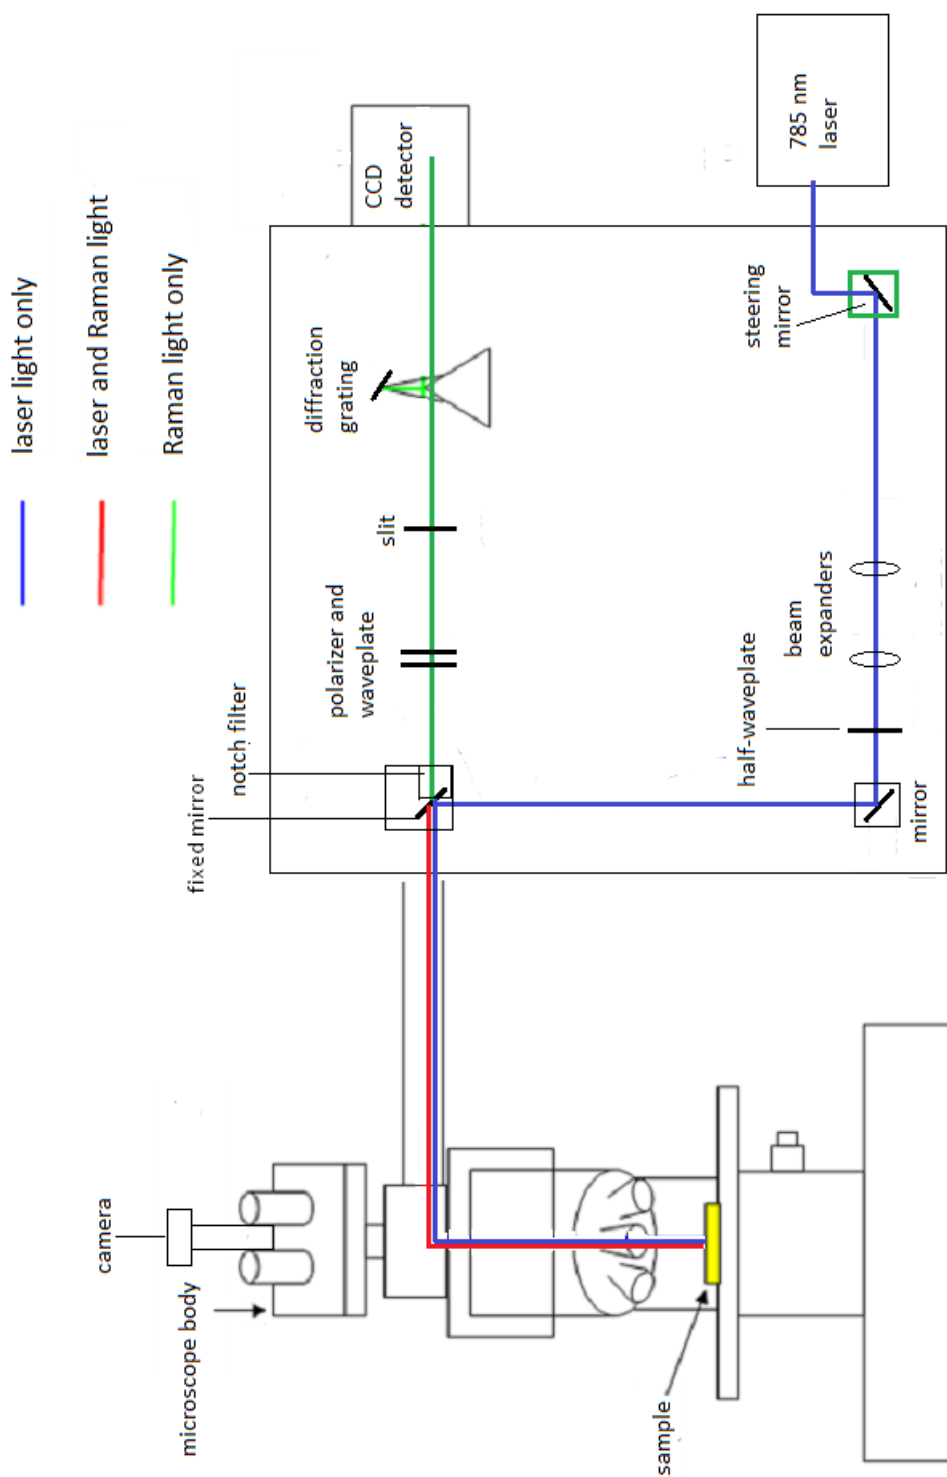 laser light only
laser and Raman light
Raman light only
camera
microscope body
sample
fixed mirror
notch filter
polarizer and
waveplate
slit
diffraction
grating
CCD
detector
785 nm
laser
steering
mirror
beam
expanders
half-waveplate
mirror